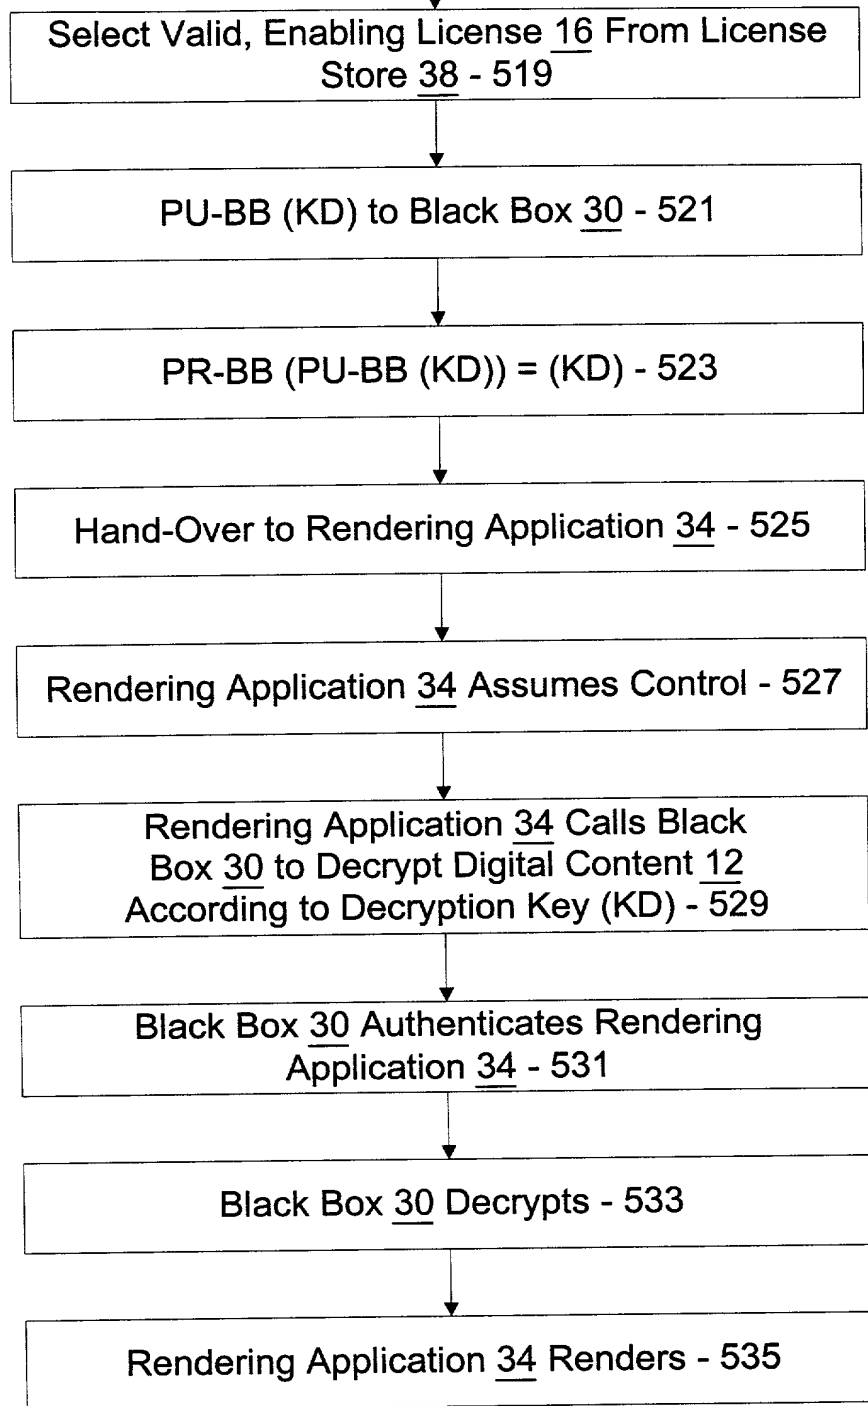 Select Valid, Enabling License 16 From License
Store 38 - 519
PU-BB (KD) to Black Box 30 - 521
PR-BB (PU-BB (KD)) = (KD) - 523
Hand-Over to Rendering Application 34 - 525
Rendering Application 34 Assumes Control - 527
Rendering Application 34 Calls Black
Box 30 to Decrypt Digital Content 12
According to Decryption Key (KD) - 529
Black Box 30 Authenticates Rendering
Application 34 - 531
Black Box 30 Decrypts - 533
Rendering Application 34 Renders - 535